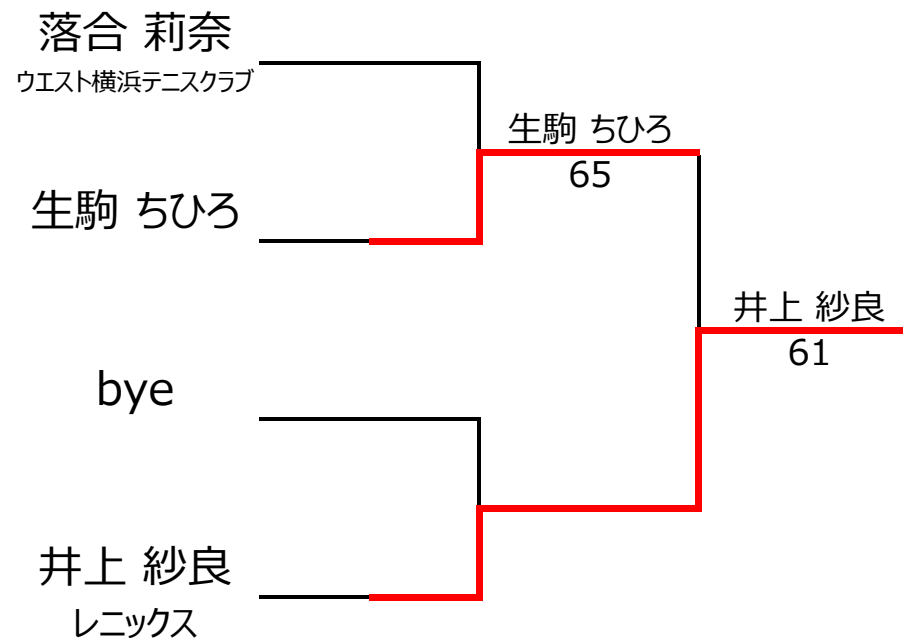 落合 莉奈
ウエスト横浜テニスクラブ
生駒 ちひろ
65
生駒 ちひろ
井上 紗良
61
bye
井上 紗良
レニックス